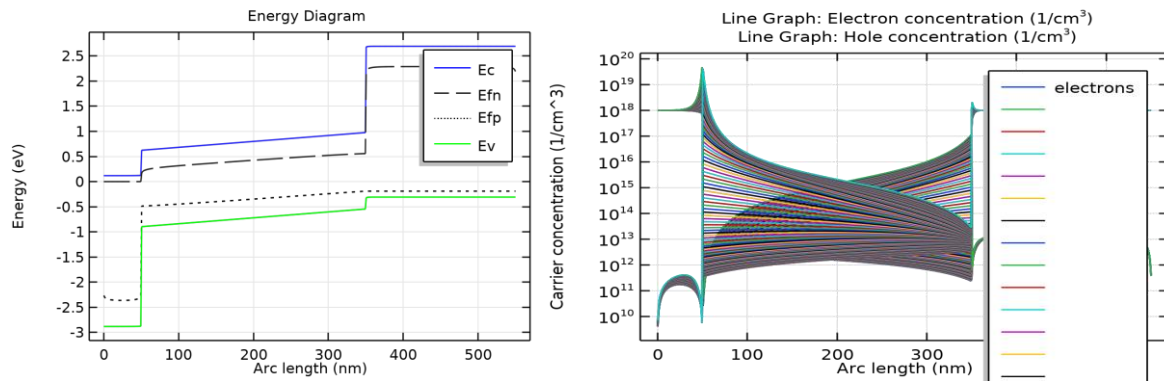 Energy Diagram
Energy (eV)
2.5
2
1.5
1
0.5
0
-0.5
-1
-1.5
-2
-2.5
-3
Ec
Efn
Efp
Ev
0
100
200
300
400
500
Arc length (nm)
Line Graph: Electron concentration (1/cm³)
Line Graph: Hole concentration (1/cm³)
Carrier concentration (1/cm^3)
10²⁰
10¹⁹
10¹⁸
10¹⁷
10¹⁶
10¹⁵
10¹⁴
10¹³
10¹²
10¹¹
10¹⁰
electrons
0
100
200
300
Arc length (nm)